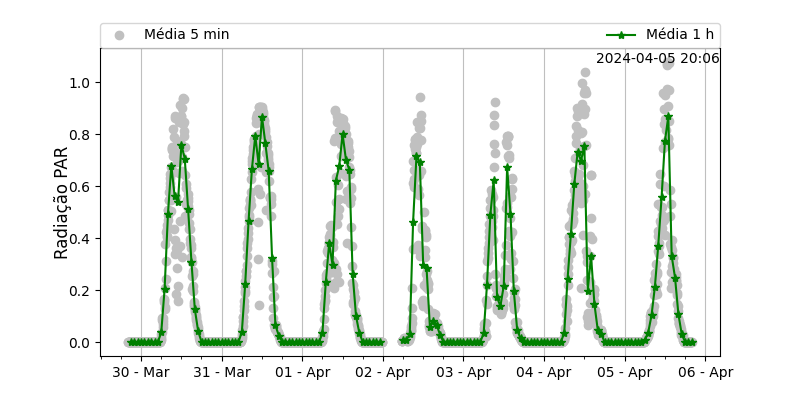 Média 5 min
Média 1 h
2024-04-05 20:06
Radiação PAR
1.0
0.8
0.6
0.4
0.2
0.0
30 - Mar
31 - Mar
01 - Apr
02 - Apr
03 - Apr
04 - Apr
05 - Apr
06 - Apr